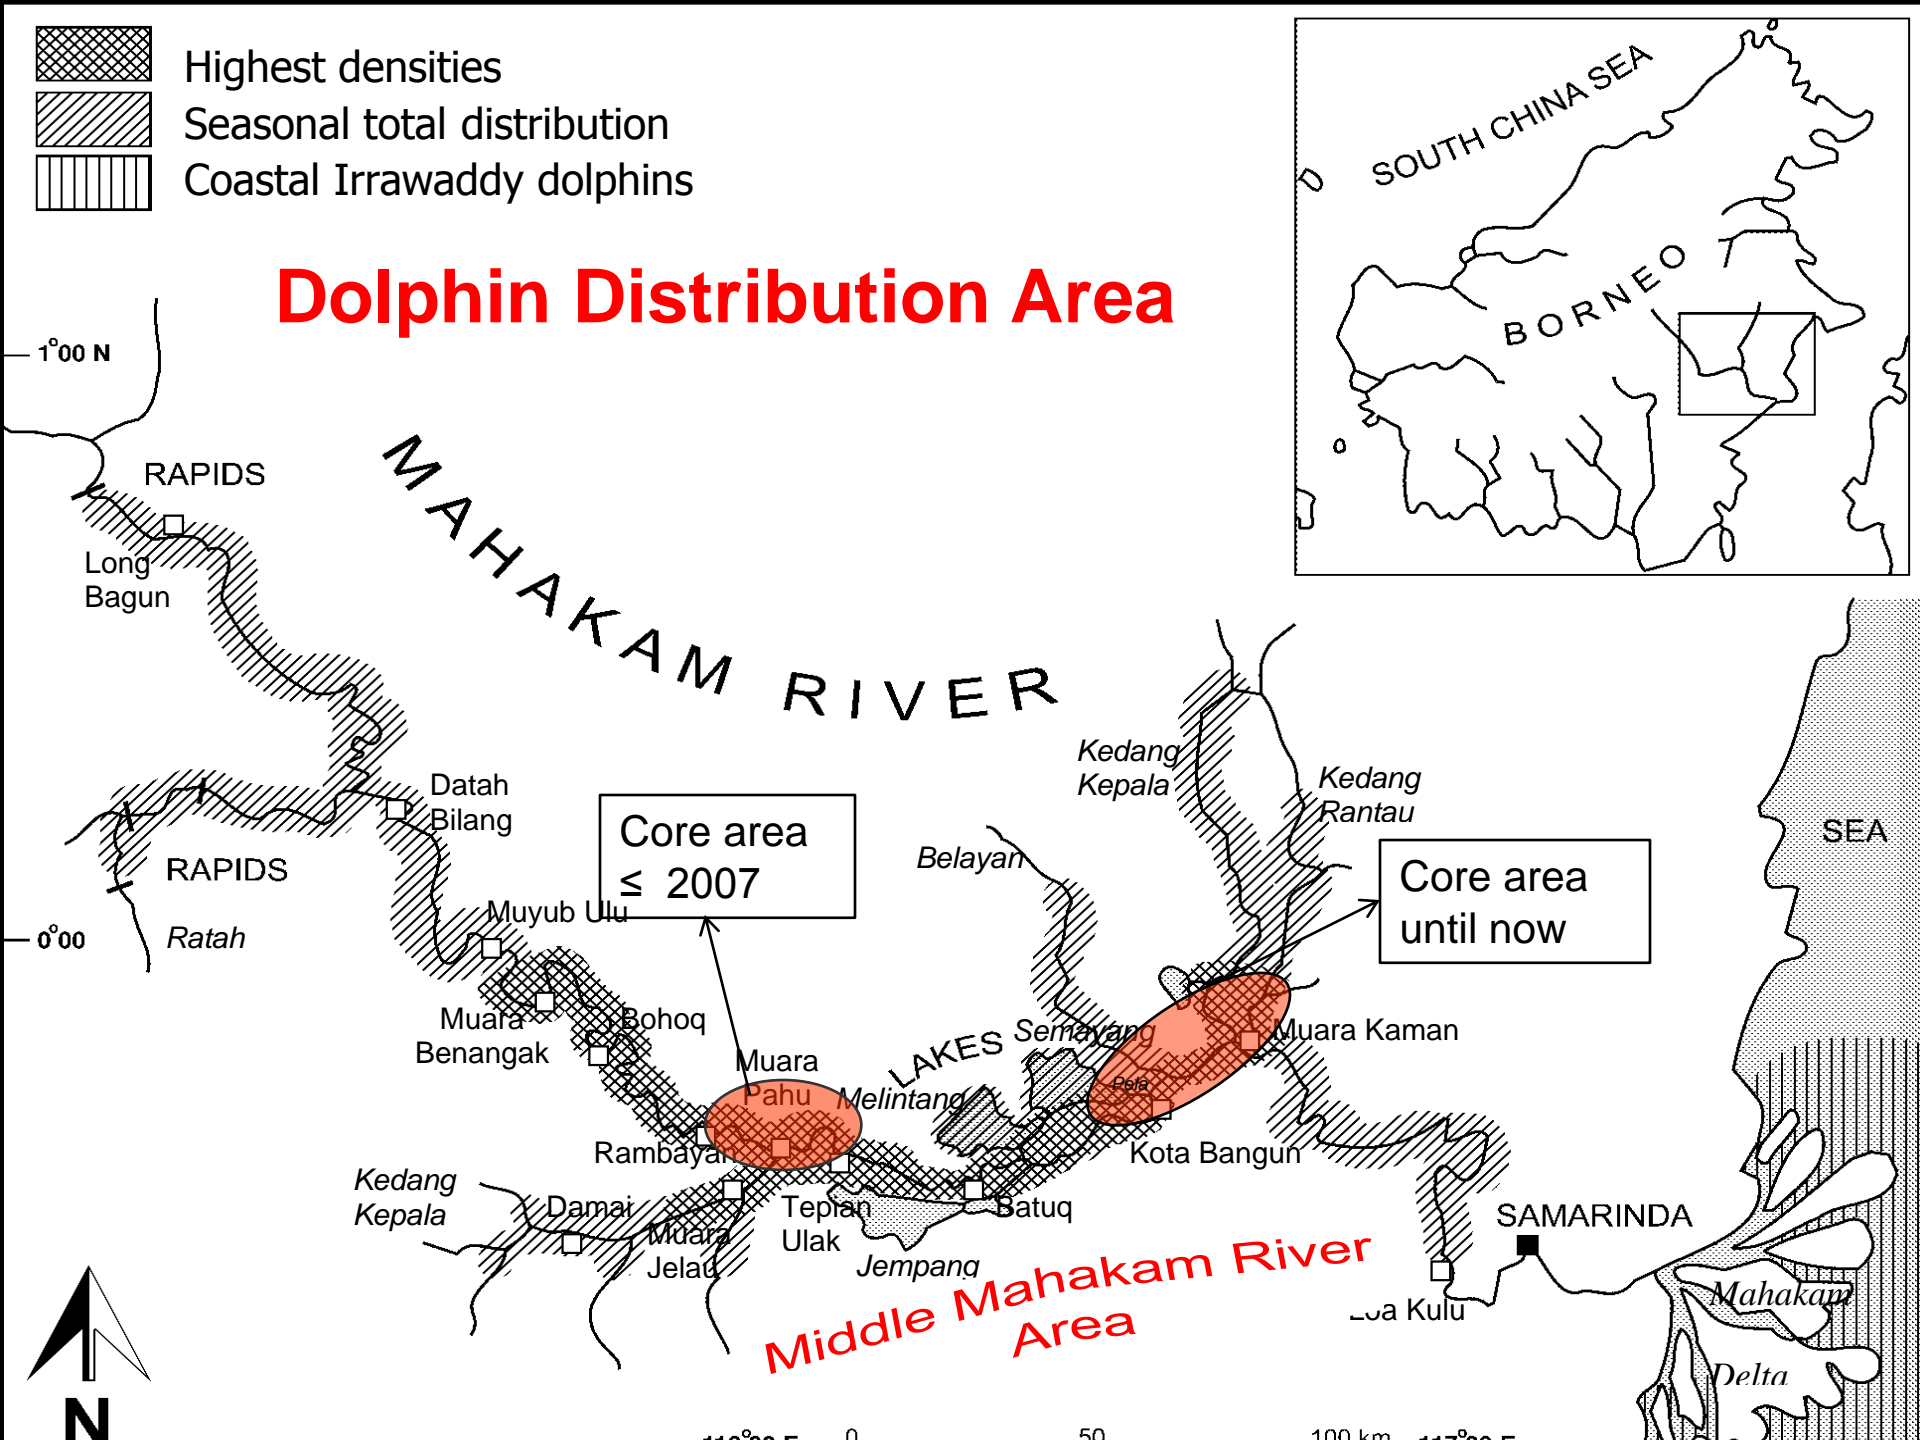 Highest densities
Seasonal total distribution
Coastal Irrawaddy dolphins
Dolphin Distribution Area
SOUTH CHINA SEA
BORNEO
1°00 N
MAHAKAM RIVER
RAPIDS
Long
Bagun
Datah
Bilang
Core area
≤ 2007
Kedang
Kepala
Kedang
Rantau
Belayan
SEA
Core area
until now
RAPIDS
Ratah
0°00
Muyub Ulu
Muara
Benangak
Bohoq
Muara
Pahu
LAKES
Semayang
Melintang
Pela
Muara Kaman
Rambayan
Kota Bangun
Kedang
Kepala
Damai
Muara
Jelau
Tepian
Ulak
Batuq
Jempang
SAMARINDA
Middle Mahakam River
Area
Kulu
Mahakam
Delta
N
0
50
100 km